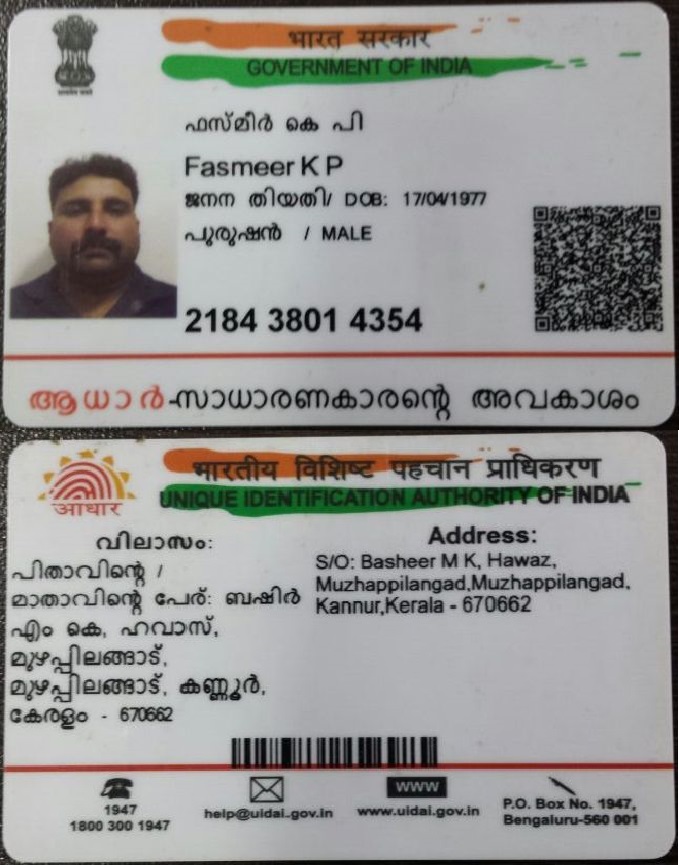 भारत सरकार
GOVERNMENT OF INDIA
ഫസ്മീർ കെ പി
Fasmeer K P
ജനന തിയതി/ DOB: 17/04/1977
പുരുഷൻ / MALE
2184 3801 4354
ആധാർ-സാധാരണകാരന്റെ അവകാശം
भारतीय विशिष्ट पहचान प्राधिकरण
UNIQUE IDENTIFICATION AUTHORITY OF INDIA
आधार
വിലാസം:
പിതാവിന്റെ /
മാതാവിന്റെ പേര്: ബഷിർ
എം കെ, ഹവാസ്,
മുഴപ്പിലങ്ങാട്,
മുഴപ്പിലങ്ങാട്, കണ്ണൂർ,
കേരളം - 670662
Address:
S/O: Basheer M K, Hawaz,
Muzhappilangad,Muzhappilangad,
Kannur,Kerala - 670662
1947
1800 300 1947
help@uidai.gov.in
WWW
www.uidai.gov.in
P.O. Box No. 1947,
Bengaluru-560 001